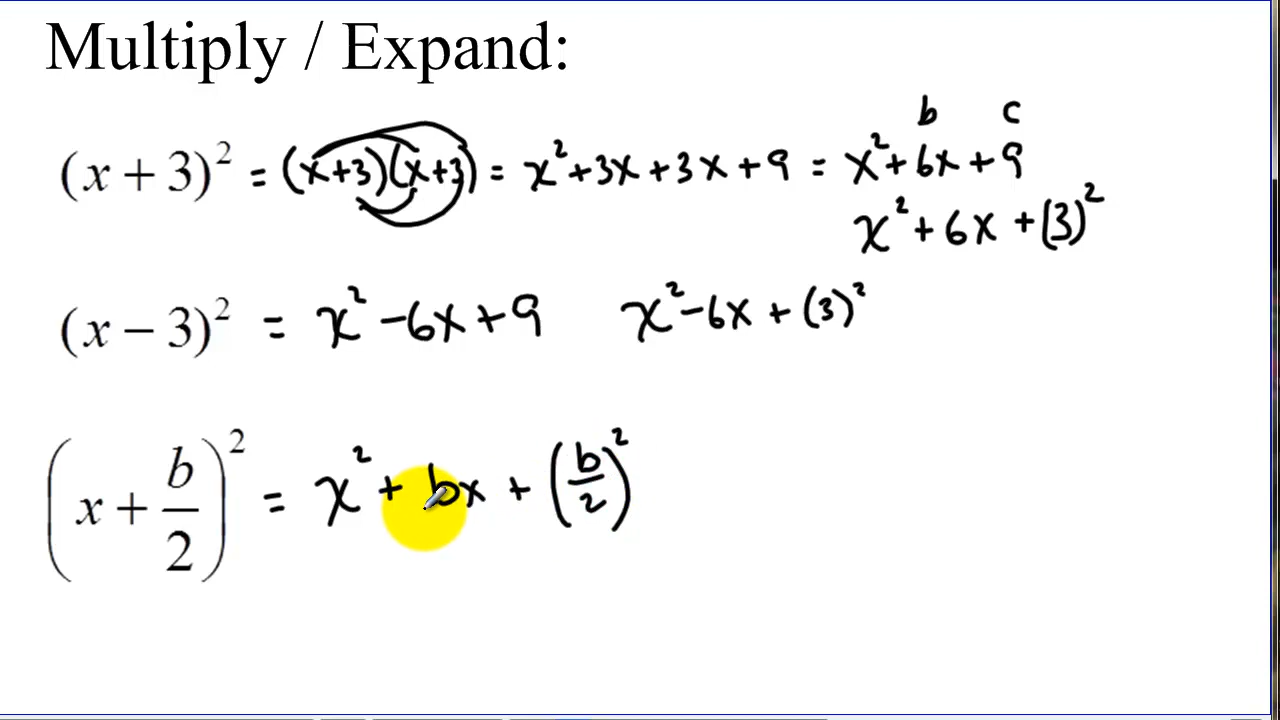 Multiply / Expand:
b c
(x + 3)² = (x+3)(x+3) = x² + 3x + 3x + 9 = x² + 6x + 9
x² + 6x + (3)²
(x − 3)² = x² − 6x + 9 x² − 6x + (3)²
(x + b/2)² = x² + bx + (b/2)²